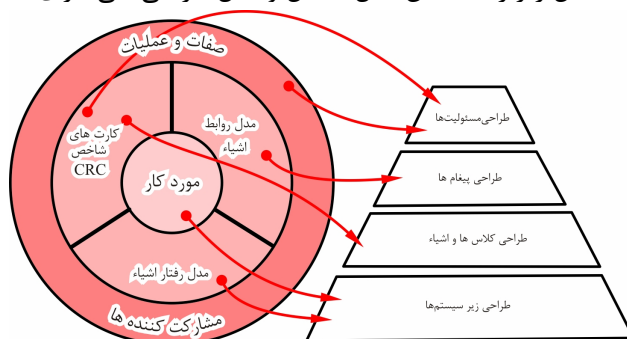 صفات و عملیات
مدل روابط
اشیاء
کارت های
شاخص
CRC
مورد کار
مدل رفتار اشیاء
مشارکت کننده ها
طراحی‌مسئولیت‌ها
طراحی پیغام ها
طراحی کلاس ها و اشیاء
طراحی زیر سیستم‌ها